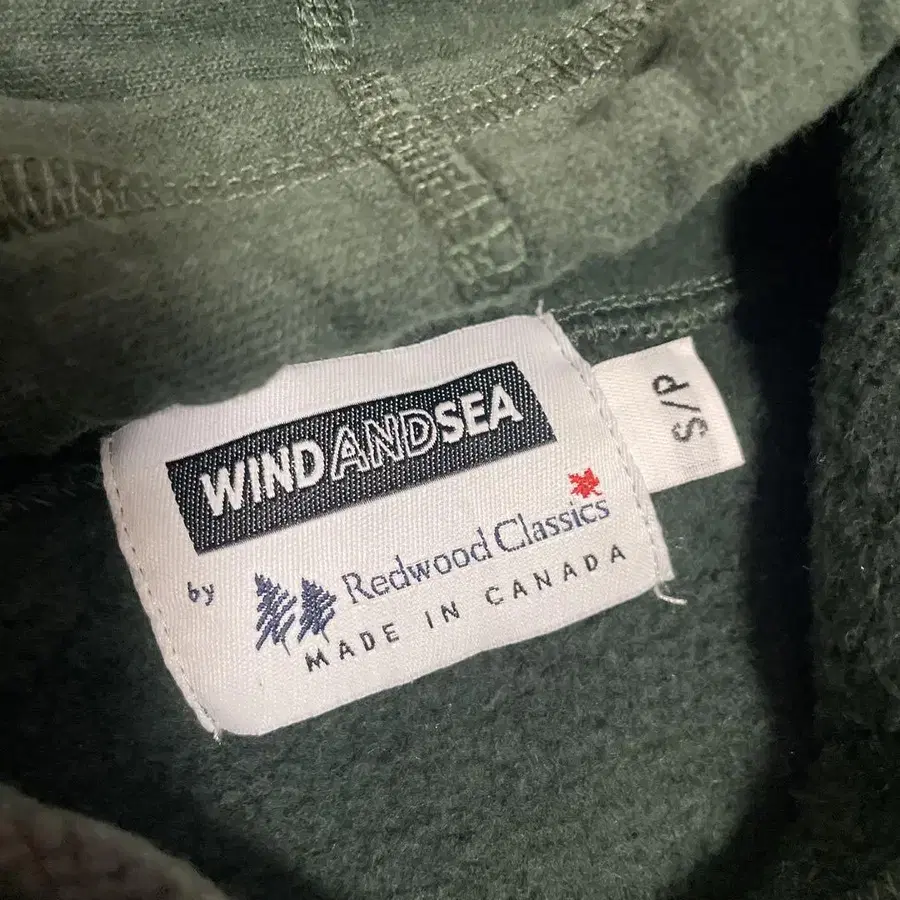 WINDANDSEA
by Redwood Classics
MADE IN CANADA
S/P